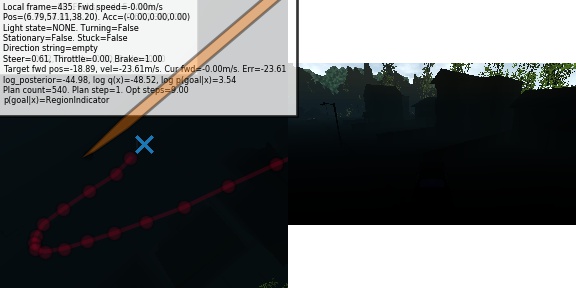 Local frame=435: Fwd speed=-0.00m/s
Pos=(6.79,57.11,38.20). Acc=(-0.00,0.00,0.00)
Light state=NONE. Turning=False
Stationary=False. Stuck=False
Direction string=empty
Steer=0.61, Throttle=0.00, Brake=1.00
Target fwd pos=-18.89, vel=-23.61m/s. Cur fwd=-0.00m/s. Err=-23.61
log_posterior=-44.98, log q(x)=-48.52, log p(goal|x)=3.54
Plan count=540. Plan step=1. Opt steps=9.00
p(goal|x)=RegionIndicator